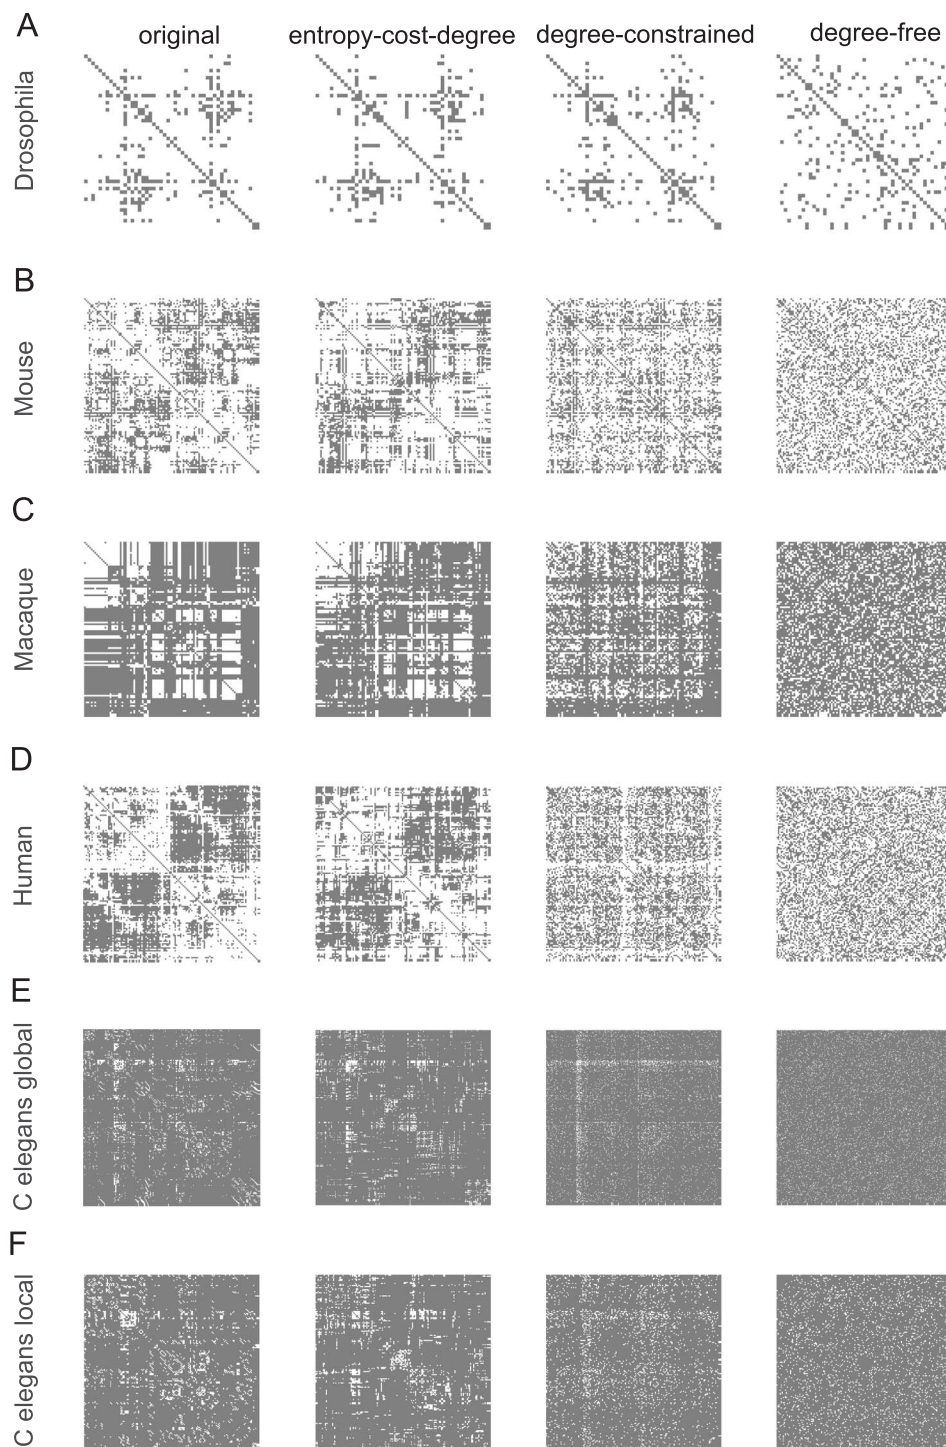 A
original entropy-cost-degree degree-constrained degree-free
Drosophila
B
Mouse
C
Macaque
D
Human
E
C elegans global
F
C elegans local